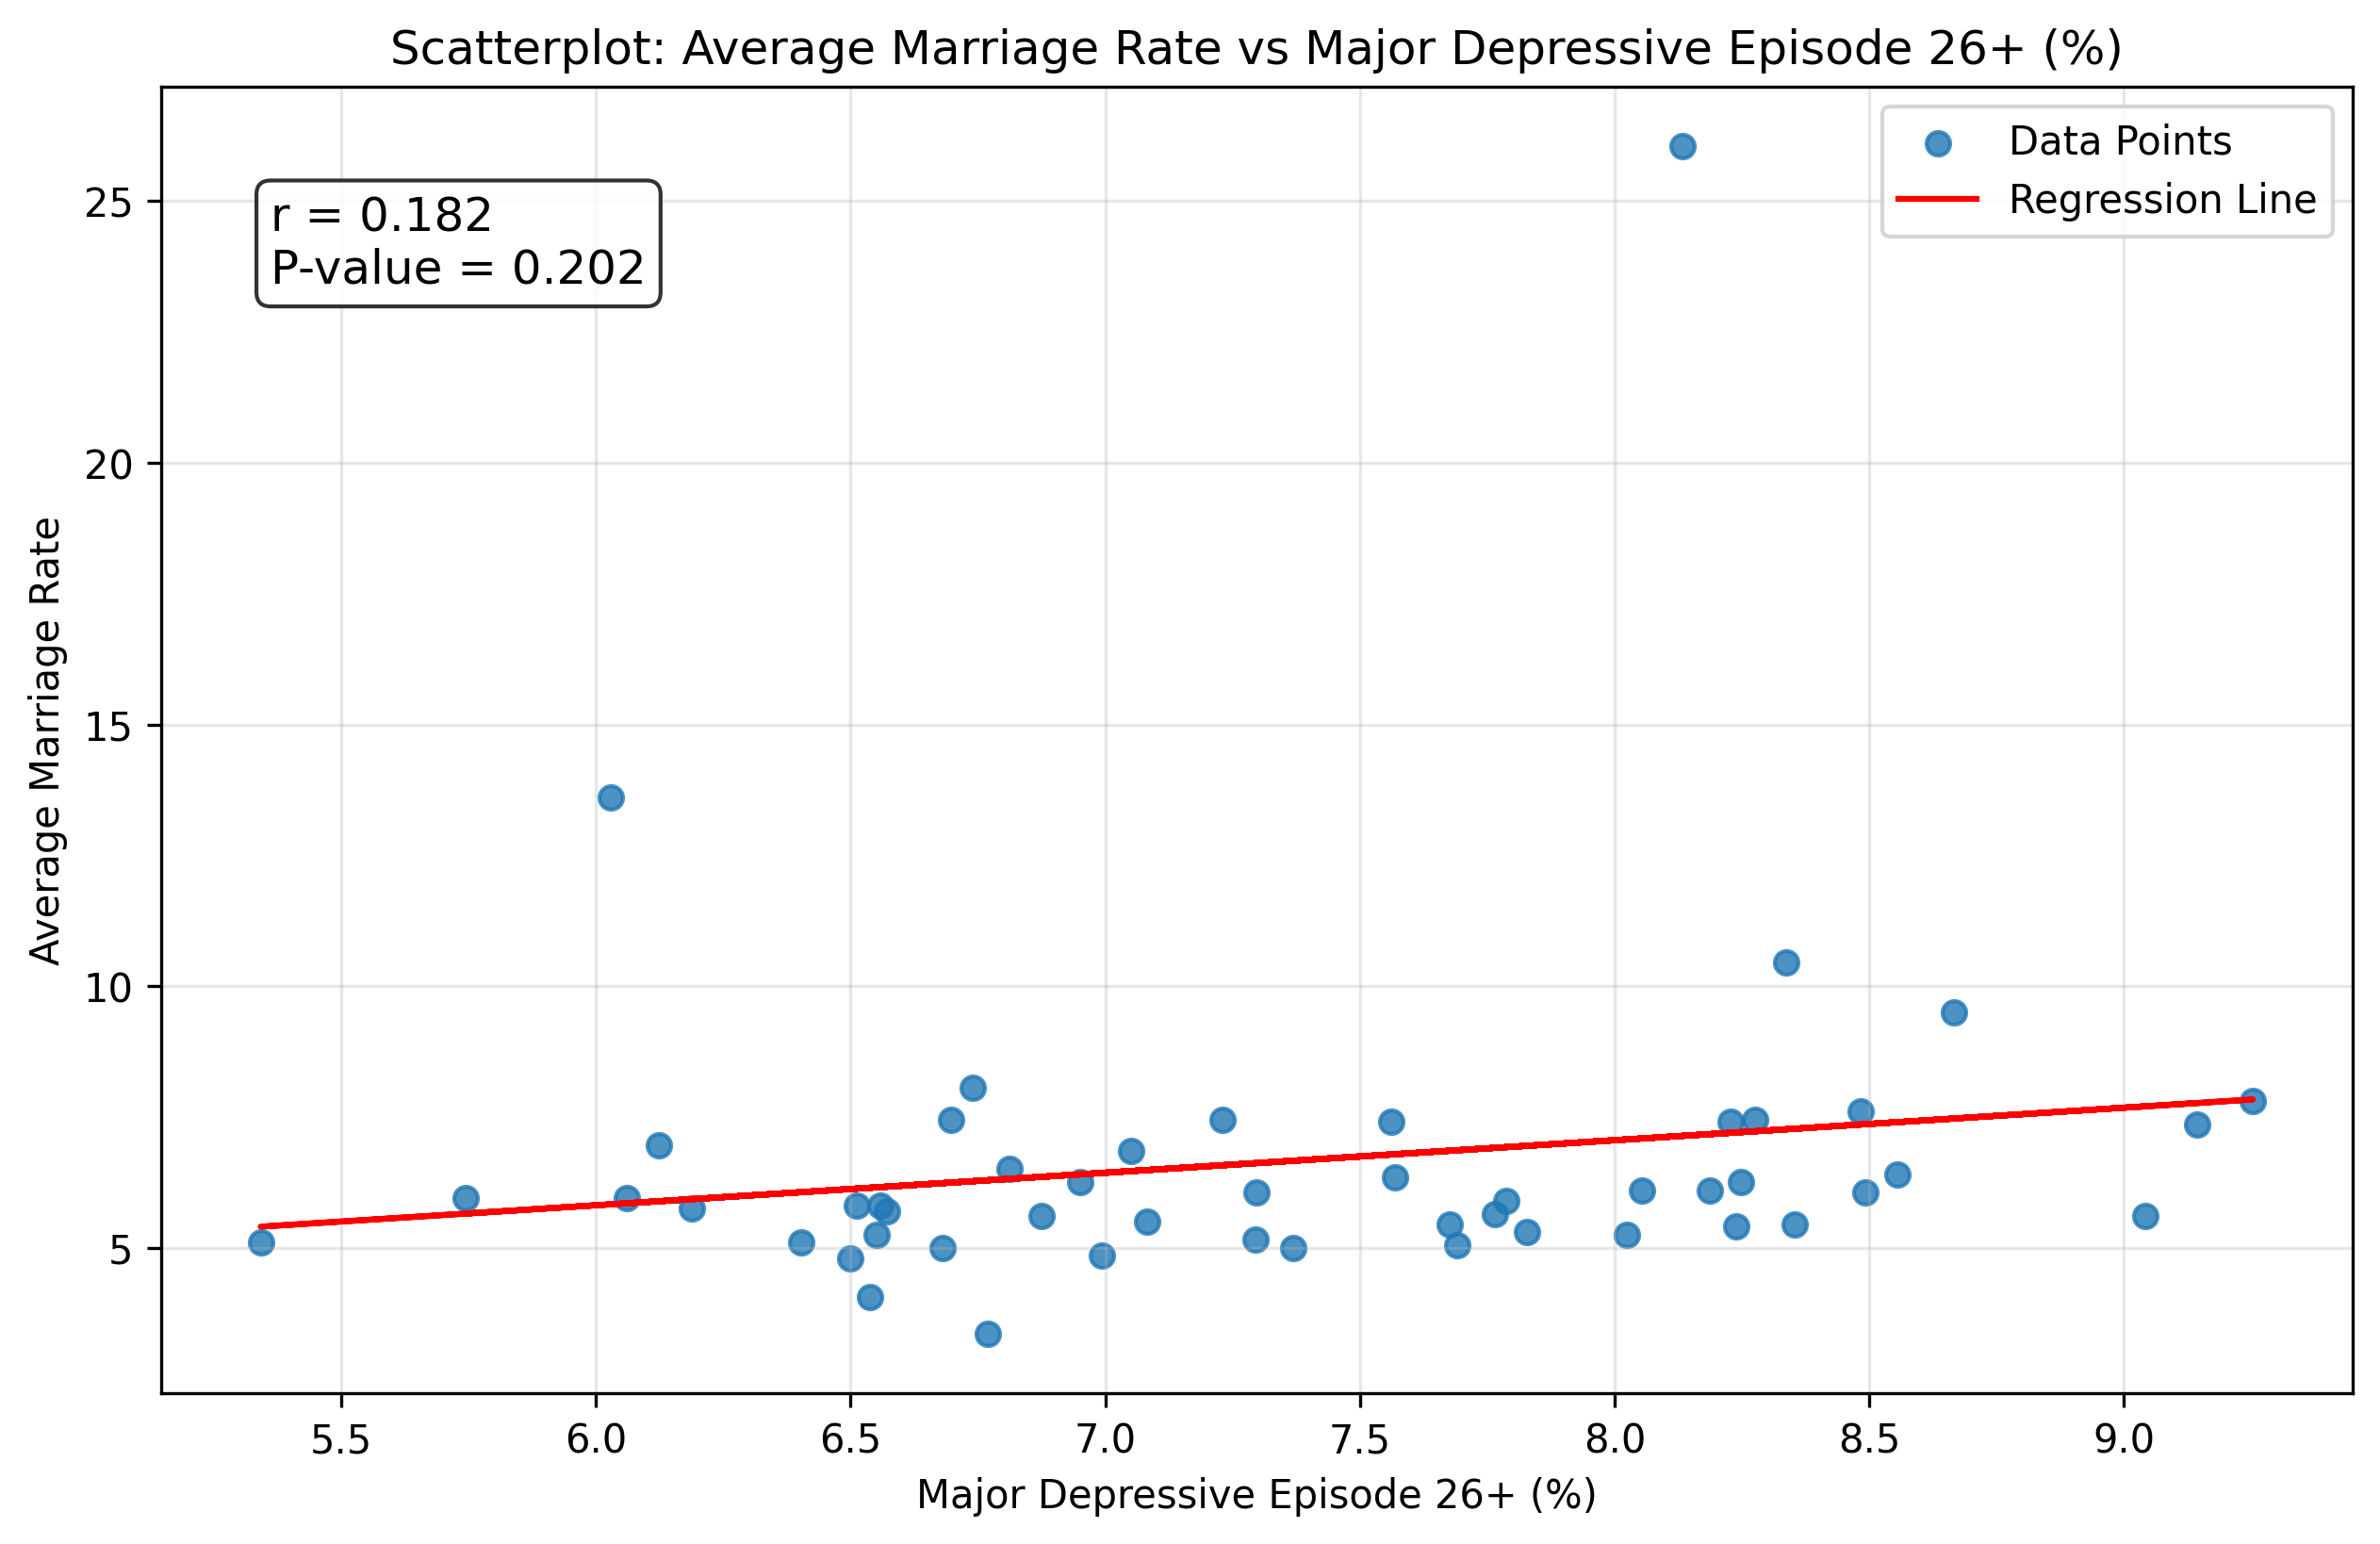 Scatterplot: Average Marriage Rate vs Major Depressive Episode 26+ (%)
r = 0.182
P-value = 0.202
Data Points
Regression Line
Average Marriage Rate
25
20
15
10
5
5.5 6.0 6.5 7.0 7.5 8.0 8.5 9.0
Major Depressive Episode 26+ (%)